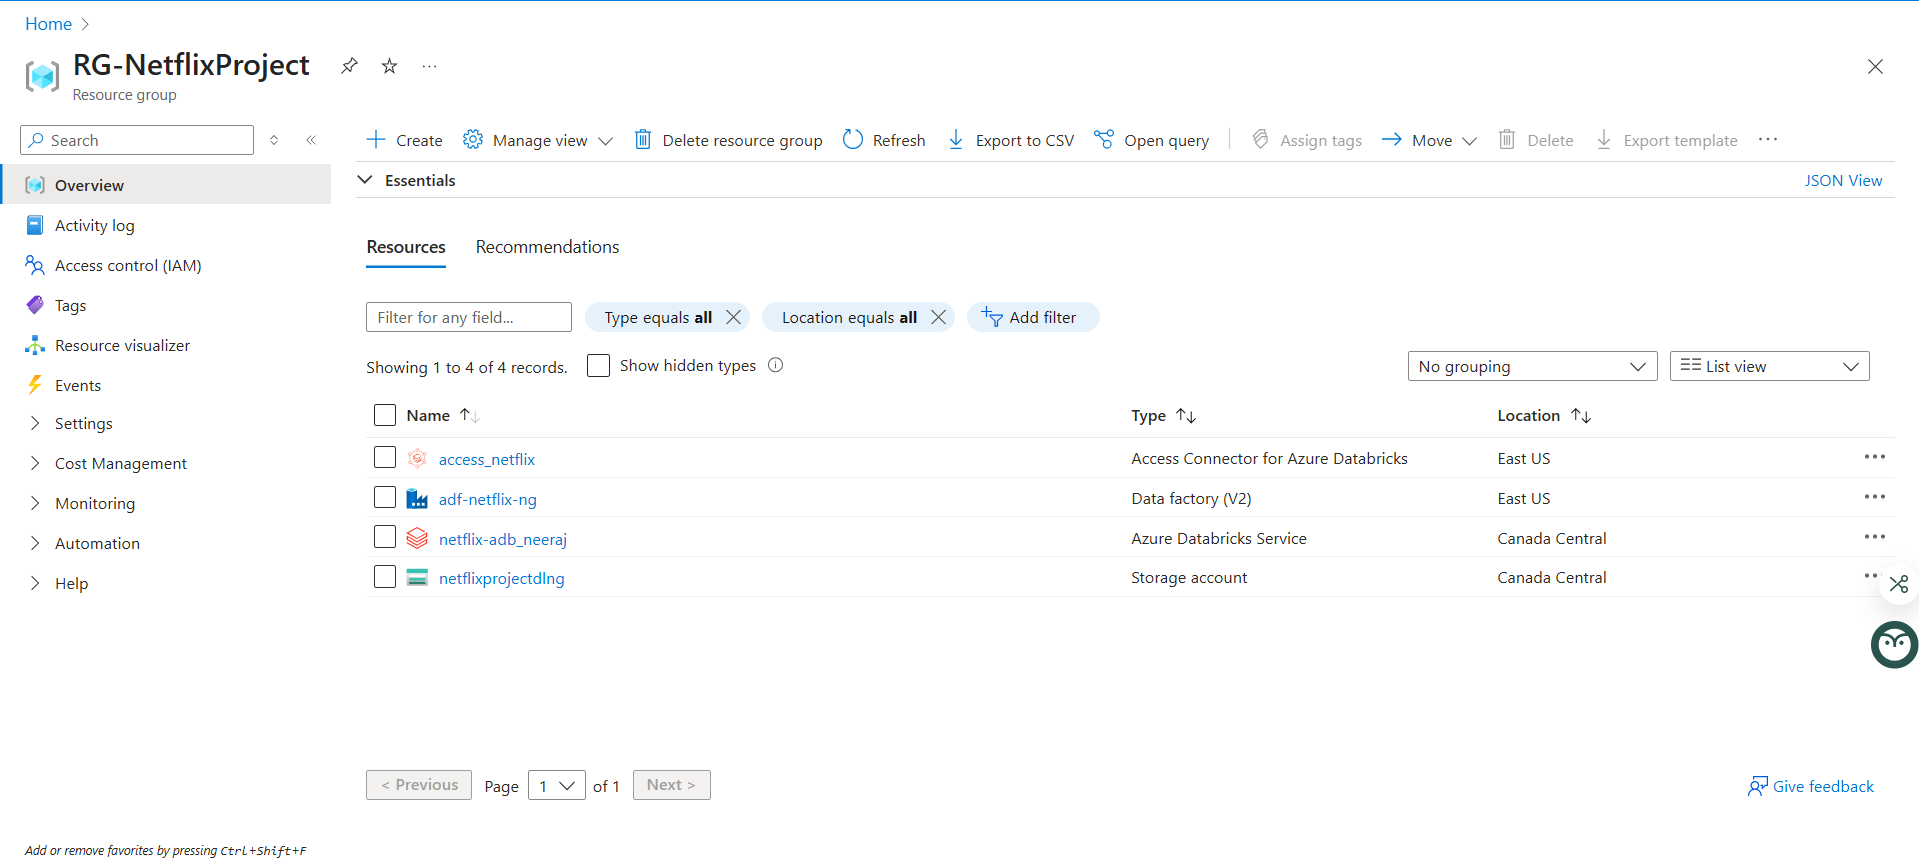 Home
RG-NetflixProject
Resource group
Search
Create
Manage view
Delete resource group
Refresh
Export to CSV
Open query
Assign tags
Move
Delete
Export template
Overview
Activity log
Access control (IAM)
Tags
Resource visualizer
Events
Settings
Cost Management
Monitoring
Automation
Help
Essentials
JSON View
Resources Recommendations
Filter for any field...
Type equals all
Location equals all
Add filter
Showing 1 to 4 of 4 records.
Show hidden types
No grouping
List view
Name Type Location
access_netflix Access Connector for Azure Databricks East US
adf-netflix-ng Data factory (V2) East US
netflix-adb_neeraj Azure Databricks Service Canada Central
netflixprojectdlng Storage account Canada Central
< Previous Page 1 of 1 Next >
Give feedback
Add or remove favorites by pressing Ctrl+Shift+F